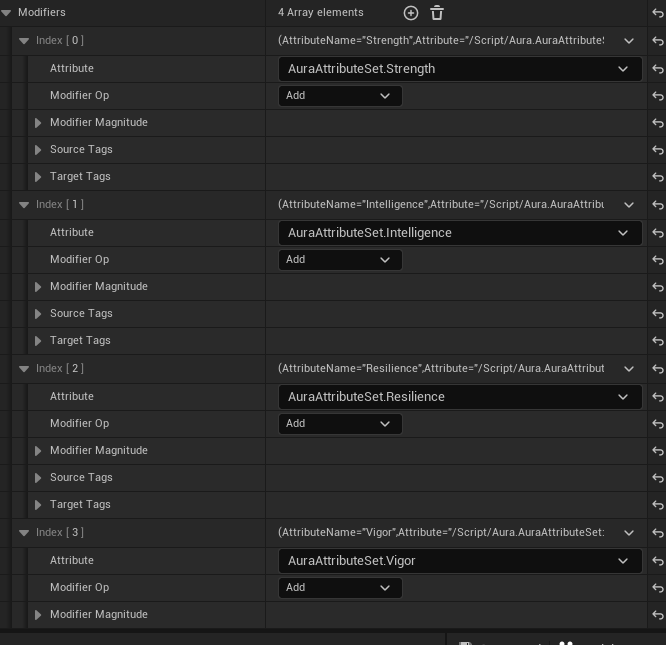 Modifiers 4 Array elements
Index [ 0 ] (AttributeName="Strength",Attribute="/Script/Aura.AuraAttributeS
Attribute AuraAttributeSet.Strength
Modifier Op Add
Modifier Magnitude
Source Tags
Target Tags
Index [ 1 ] (AttributeName="Intelligence",Attribute="/Script/Aura.AuraAttribu
Attribute AuraAttributeSet.Intelligence
Modifier Op Add
Modifier Magnitude
Source Tags
Target Tags
Index [ 2 ] (AttributeName="Resilience",Attribute="/Script/Aura.AuraAttribut
Attribute AuraAttributeSet.Resilience
Modifier Op Add
Modifier Magnitude
Source Tags
Target Tags
Index [ 3 ] (AttributeName="Vigor",Attribute="/Script/Aura.AuraAttributeSet:
Attribute AuraAttributeSet.Vigor
Modifier Op Add
Modifier Magnitude